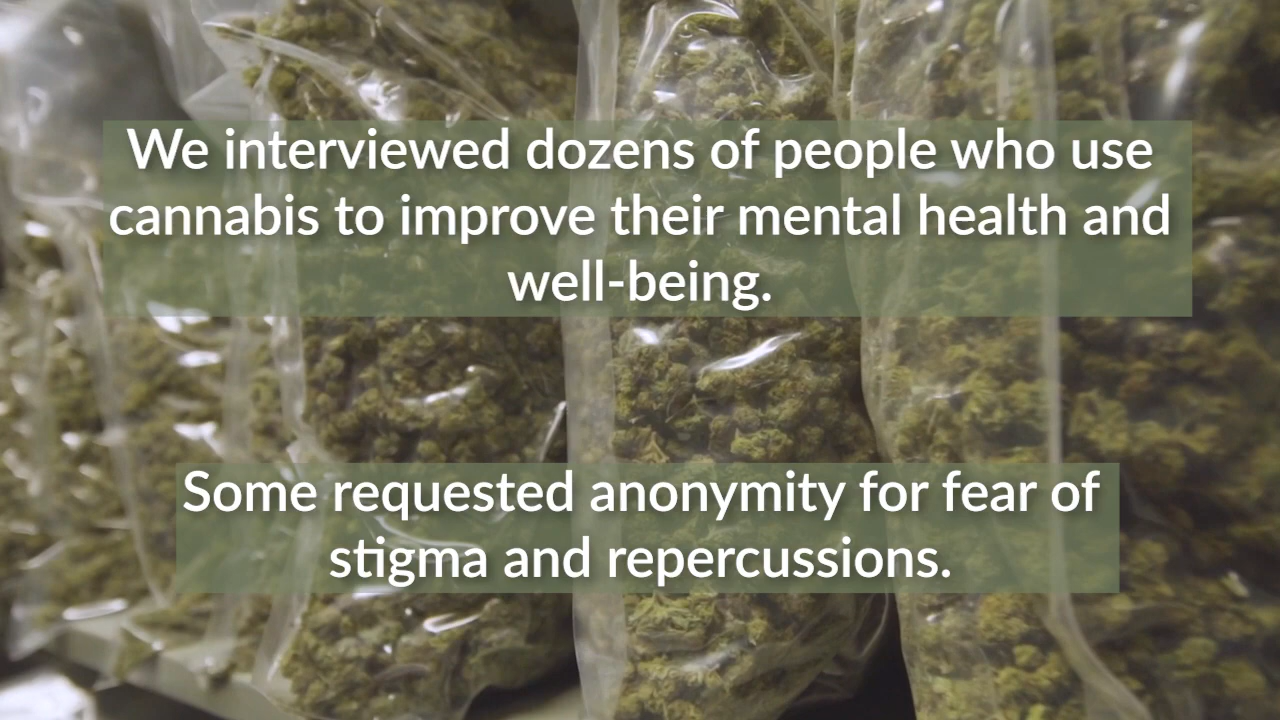 We interviewed dozens of people who use
cannabis to improve their mental health and
well-being.
Some requested anonymity for fear of
stigma and repercussions.